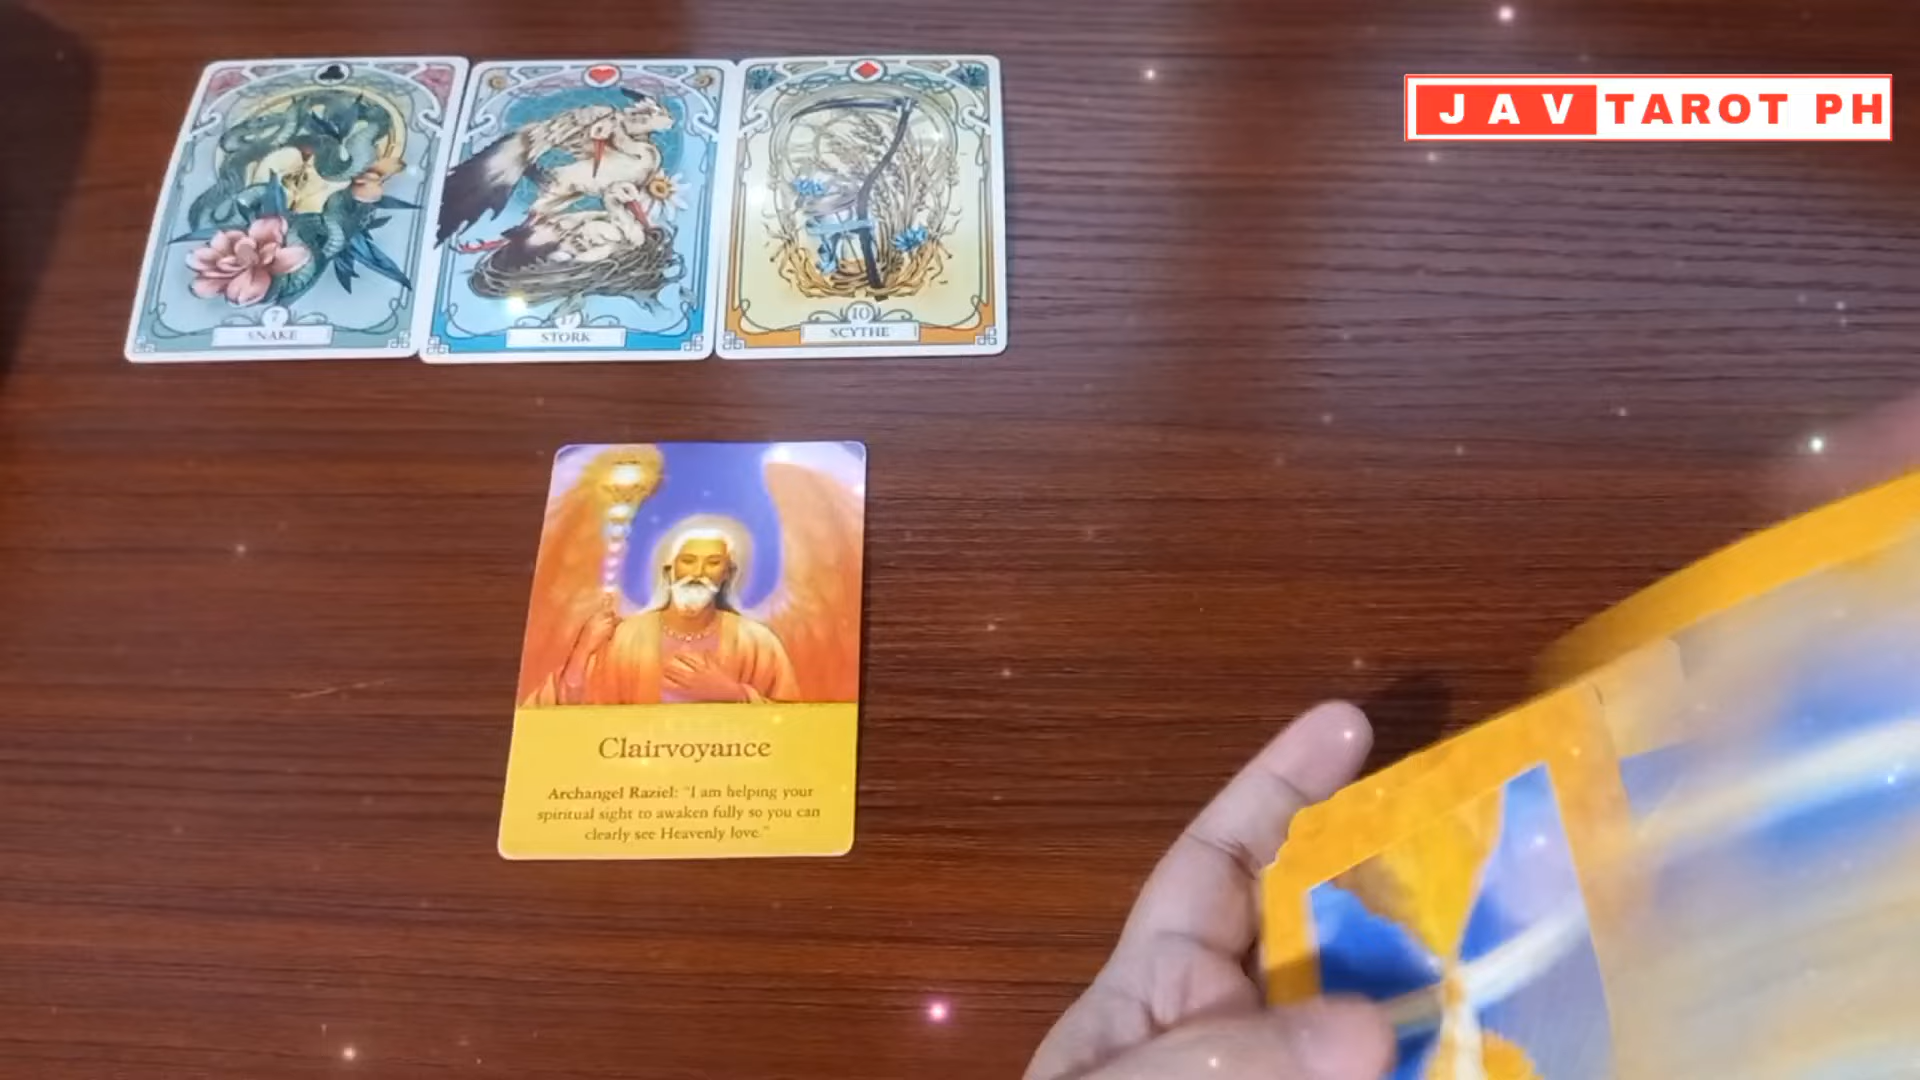 JAV TAROT PH
7
SNAKE
17
STORK
10
SCYTHE
Clairvoyance
Archangel Raziel: "I am helping your
spiritual sight to awaken fully so you can
clearly see Heavenly love."